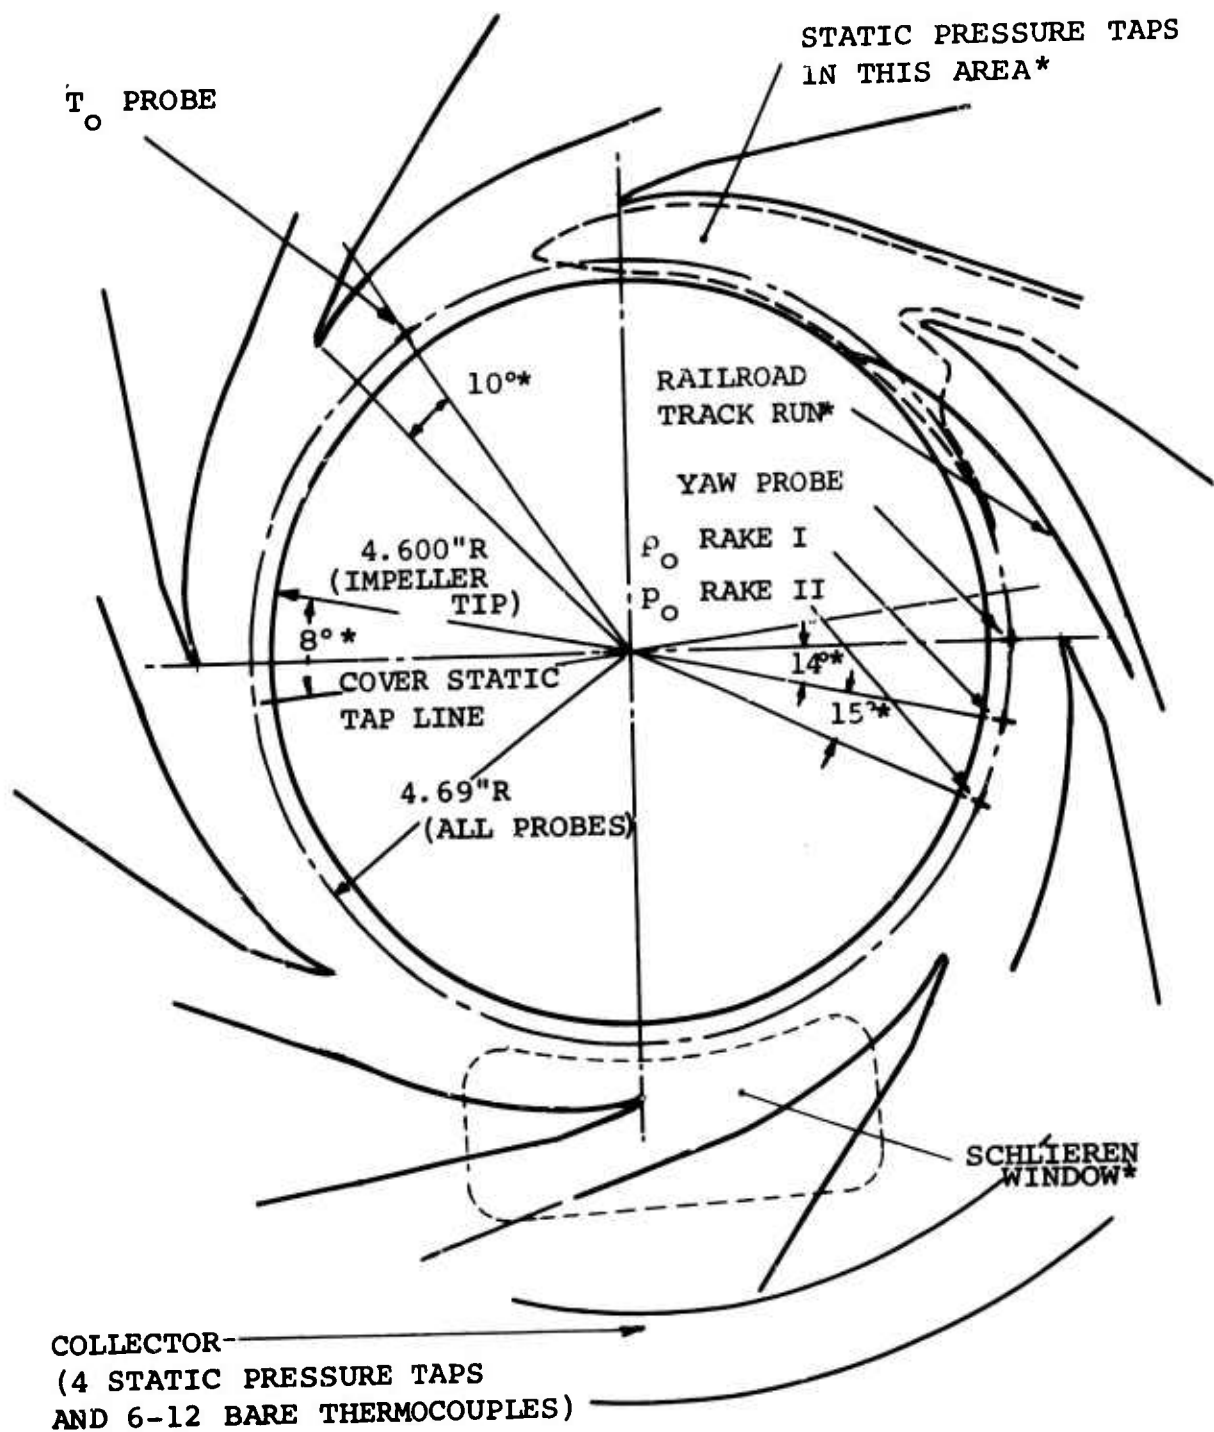 STATIC PRESSURE TAPS
IN THIS AREA*
To PROBE
10°*
RAILROAD
TRACK RUN*
YAW PROBE
po RAKE I
po RAKE II
4.600"R
(IMPELLER
TIP)
8°*
14°*
COVER STATIC
TAP LINE
15°*
4.69"R
(ALL PROBES)
SCHLIEREN
WINDOW*
COLLECTOR
(4 STATIC PRESSURE TAPS
AND 6-12 BARE THERMOCOUPLES)